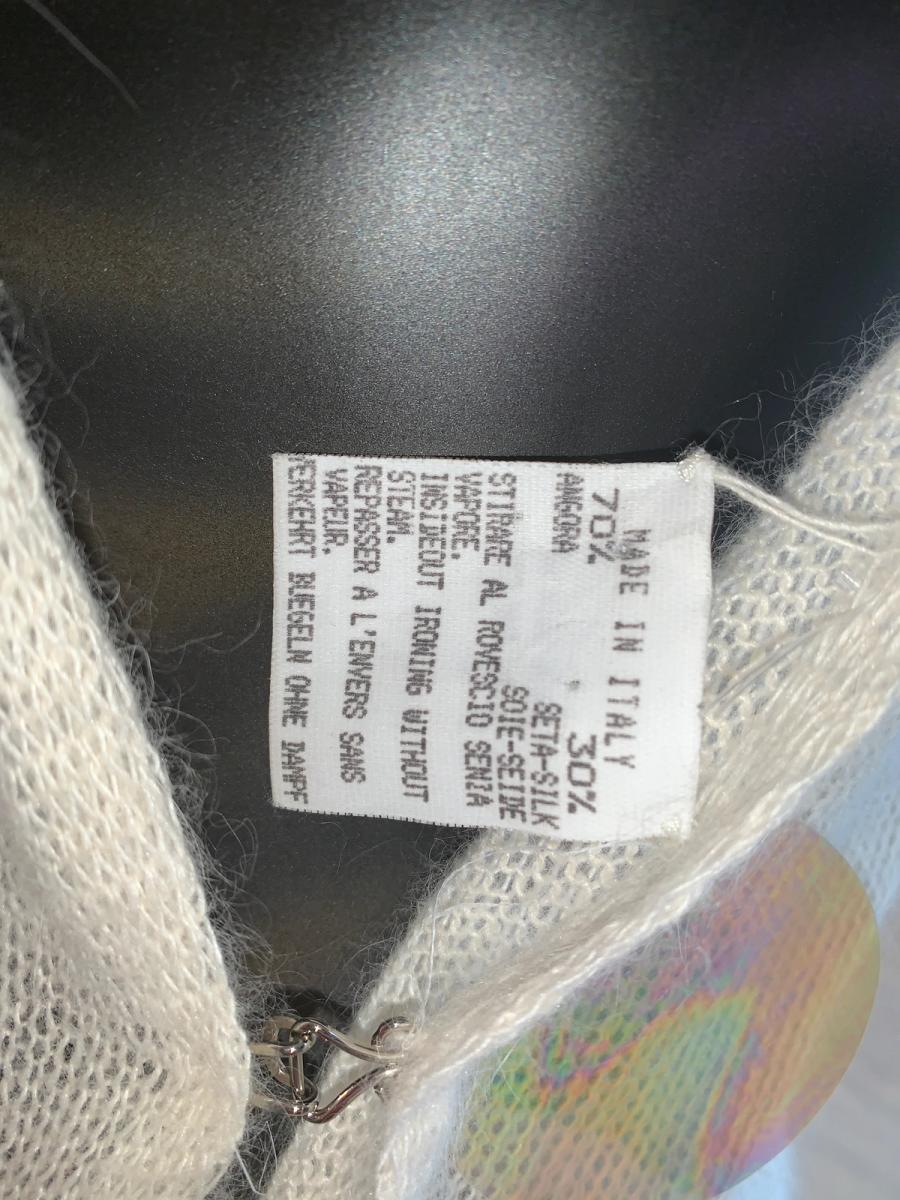 MADE IN ITALY
70% 30%
ANGORA SETA-SILK
SOIE-SEIDE
STIRARE AL ROVESCIO SENZA
VAPORE.
INSIDEOUT IRONING WITHOUT
STEAM.
REPASSER A L'ENVERS SANS
VAPEUR.
VERKEHRT BUEGELN OHNE DAMPF